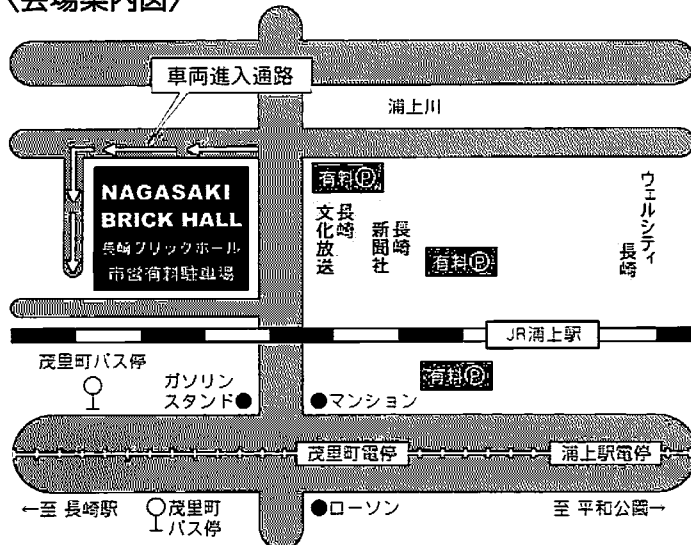 〈会場案内図〉
車両進入通路
浦上川
NAGASAKI
BRICK HALL
長崎ブリックホール
市営有料駐車場
有料Ⓟ
長崎
文化放送
長崎
新聞社
有料Ⓟ
ウェルシティ
長崎
JR浦上駅
茂里町バス停
ガソリン
スタンド●
有料Ⓟ
●マンション
茂里町電停
浦上駅電停
←至 長崎駅
茂里町
バス停
●ローソン
至 平和公園→